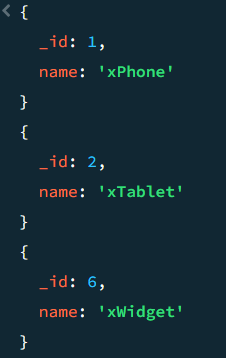 {
_id: 1,
name: 'xPhone'
}
{
_id: 2,
name: 'xTablet'
}
{
_id: 6,
name: 'xWidget'
}